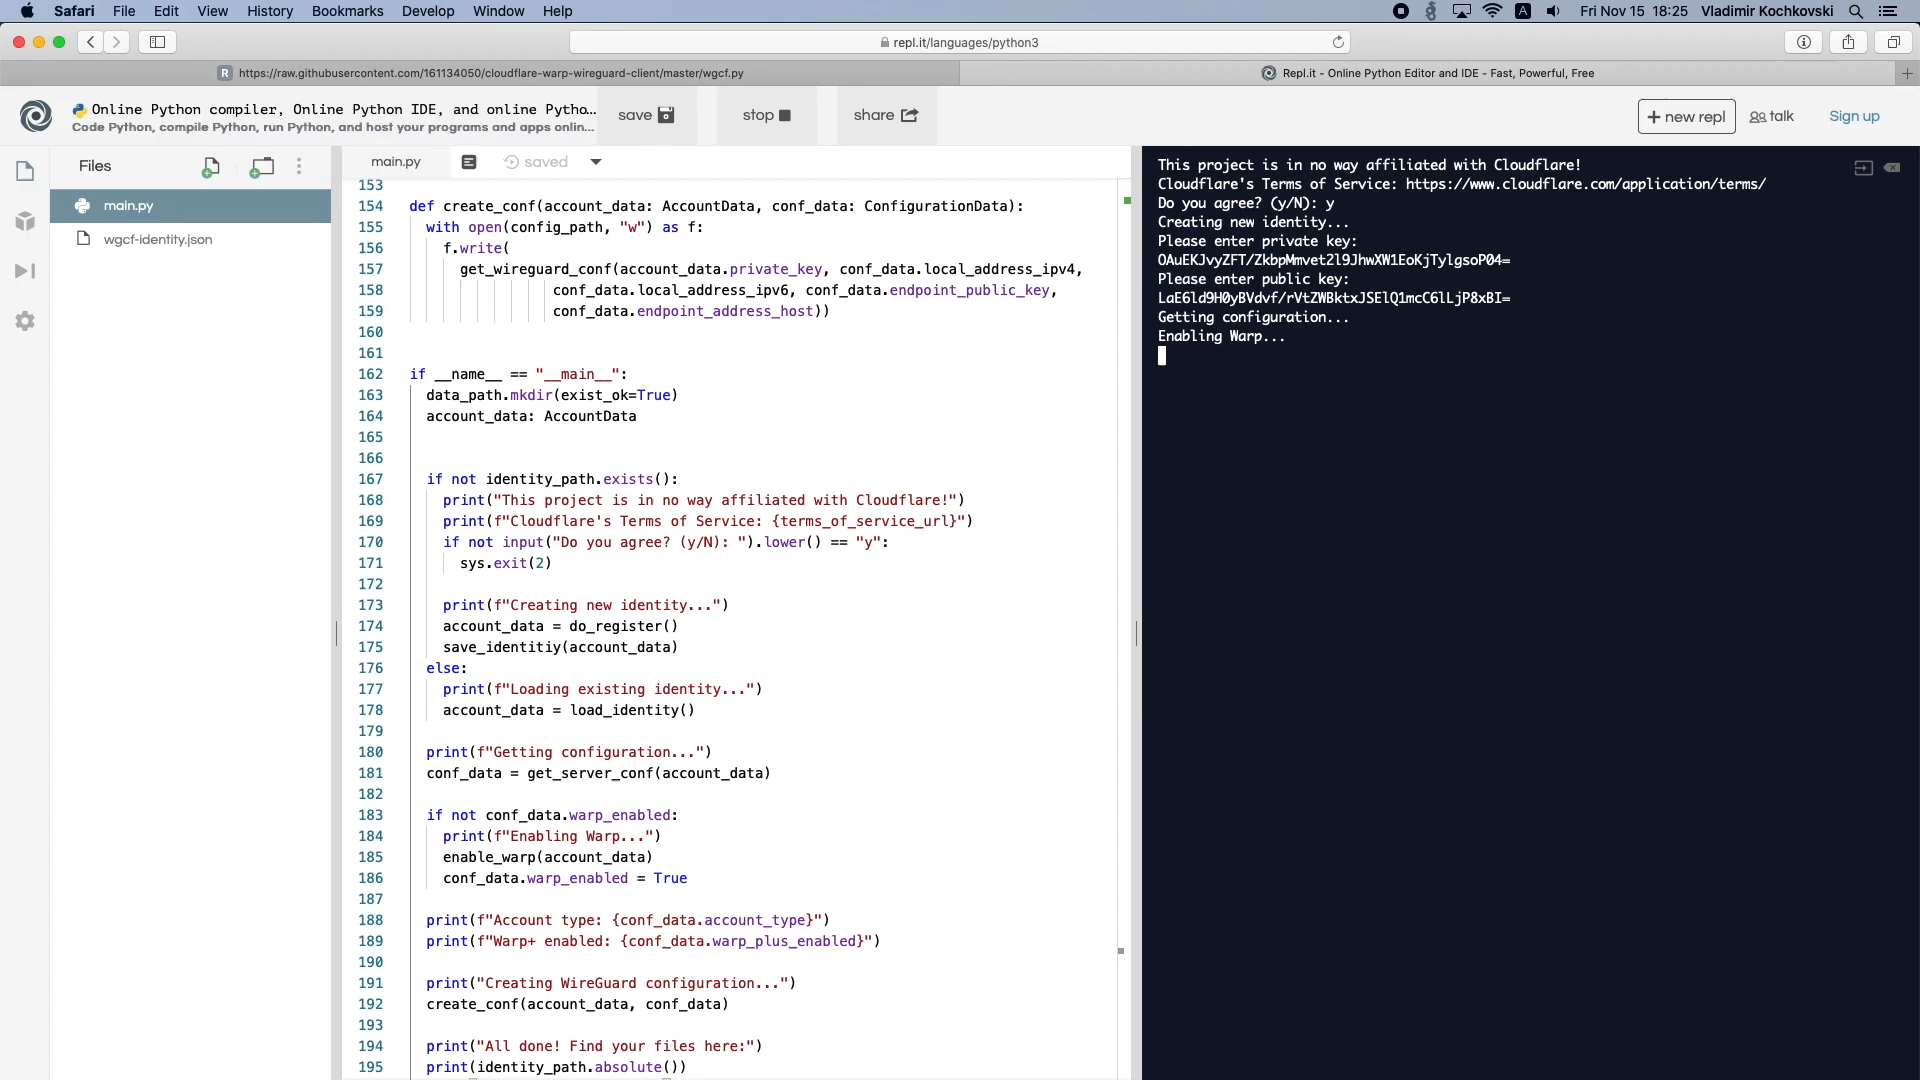 Safari File Edit View History Bookmarks Develop Window Help
A Fri Nov 15 18:25 Vladimir Kochkovski
repl.it/languages/python3
R https://raw.githubusercontent.com/161134050/cloudflare-warp-wireguard-client/master/wgcf.py
Repl.it - Online Python Editor and IDE - Fast, Powerful, Free
Online Python compiler, Online Python IDE, and online Pytho...
Code Python, compile Python, run Python, and host your programs and apps onlin...
save
stop
share
+ new repl
talk
Sign up
Files
main.py
wgcf-identity.json
main.py
saved
153
154 def create_conf(account_data: AccountData, conf_data: ConfigurationData):
155 with open(config_path, "w") as f:
156 f.write(
157 get_wireguard_conf(account_data.private_key, conf_data.local_address_ipv4,
158 conf_data.local_address_ipv6, conf_data.endpoint_public_key,
159 conf_data.endpoint_address_host))
160
161
162 if __name__ == "__main__":
163 data_path.mkdir(exist_ok=True)
164 account_data: AccountData
165
166
167 if not identity_path.exists():
168 print("This project is in no way affiliated with Cloudflare!")
169 print(f"Cloudflare's Terms of Service: {terms_of_service_url}")
170 if not input("Do you agree? (y/N): ").lower() == "y":
171 sys.exit(2)
172
173 print(f"Creating new identity...")
174 account_data = do_register()
175 save_identitiy(account_data)
176 else:
177 print(f"Loading existing identity...")
178 account_data = load_identity()
179
180 print(f"Getting configuration...")
181 conf_data = get_server_conf(account_data)
182
183 if not conf_data.warp_enabled:
184 print(f"Enabling Warp...")
185 enable_warp(account_data)
186 conf_data.warp_enabled = True
187
188 print(f"Account type: {conf_data.account_type}")
189 print(f"Warp+ enabled: {conf_data.warp_plus_enabled}")
190
191 print("Creating WireGuard configuration...")
192 create_conf(account_data, conf_data)
193
194 print("All done! Find your files here:")
195 print(identity_path.absolute())
This project is in no way affiliated with Cloudflare!
Cloudflare's Terms of Service: https://www.cloudflare.com/application/terms/
Do you agree? (y/N): y
Creating new identity...
Please enter private key:
OAuEKJvyZFT/ZkbpMmvet2l9JhwXW1EoKjTylgsoP04=
Please enter public key:
LaE6ld9H0yBVdvf/rVtZWBktxJSElQ1mcC6lLjP8xBI=
Getting configuration...
Enabling Warp...